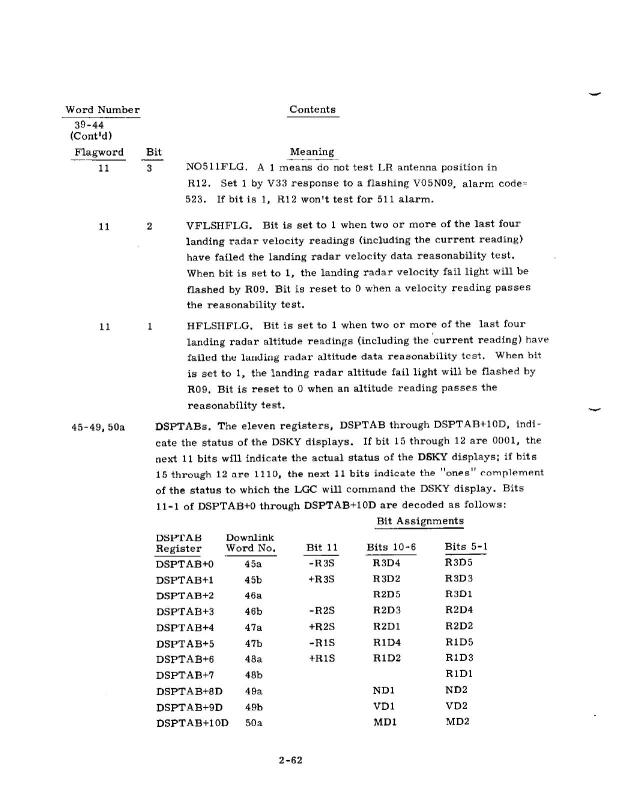 Word Number Contents
39-44
(Cont'd)
Flagword Bit Meaning
11 3 NO511FLG. A 1 means do not test LR antenna position in
R12. Set 1 by V33 response to a flashing V05N09, alarm code=
523. If bit is 1, R12 won't test for 511 alarm.
11 2 VFLSHFLG. Bit is set to 1 when two or more of the last four
landing radar velocity readings (including the current reading)
have failed the landing radar velocity data reasonability test.
When bit is set to 1, the landing radar velocity fail light will be
flashed by R09. Bit is reset to 0 when a velocity reading passes
the reasonability test.
11 1 HFLSHFLG. Bit is set to 1 when two or more of the last four
landing radar altitude readings (including the current reading) have
failed the landing radar altitude data reasonability test. When bit
is set to 1, the landing radar altitude fail light will be flashed by
R09. Bit is reset to 0 when an altitude reading passes the
reasonability test.
45-49, 50a DSPTABs. The eleven registers, DSPTAB through DSPTAB+10D, indi-
cate the status of the DSKY displays. If bit 15 through 12 are 0001, the
next 11 bits will indicate the actual status of the DSKY displays; if bits
15 through 12 are 1110, the next 11 bits indicate the "ones" complement
of the status to which the LGC will command the DSKY display. Bits
11-1 of DSPTAB+0 through DSPTAB+10D are decoded as follows:
Bit Assignments
DSPTAB Downlink
Register Word No. Bit 11 Bits 10-6 Bits 5-1
DSPTAB+0 45a -R3S R3D4 R3D5
DSPTAB+1 45b +R3S R3D2 R3D3
DSPTAB+2 46a R2D5 R3D1
DSPTAB+3 46b -R2S R2D3 R2D4
DSPTAB+4 47a +R2S R2D1 R2D2
DSPTAB+5 47b -R1S R1D4 R1D5
DSPTAB+6 48a +R1S R1D2 R1D3
DSPTAB+7 48b R1D1
DSPTAB+8D 49a ND1 ND2
DSPTAB+9D 49b VD1 VD2
DSPTAB+10D 50a MD1 MD2
2-62